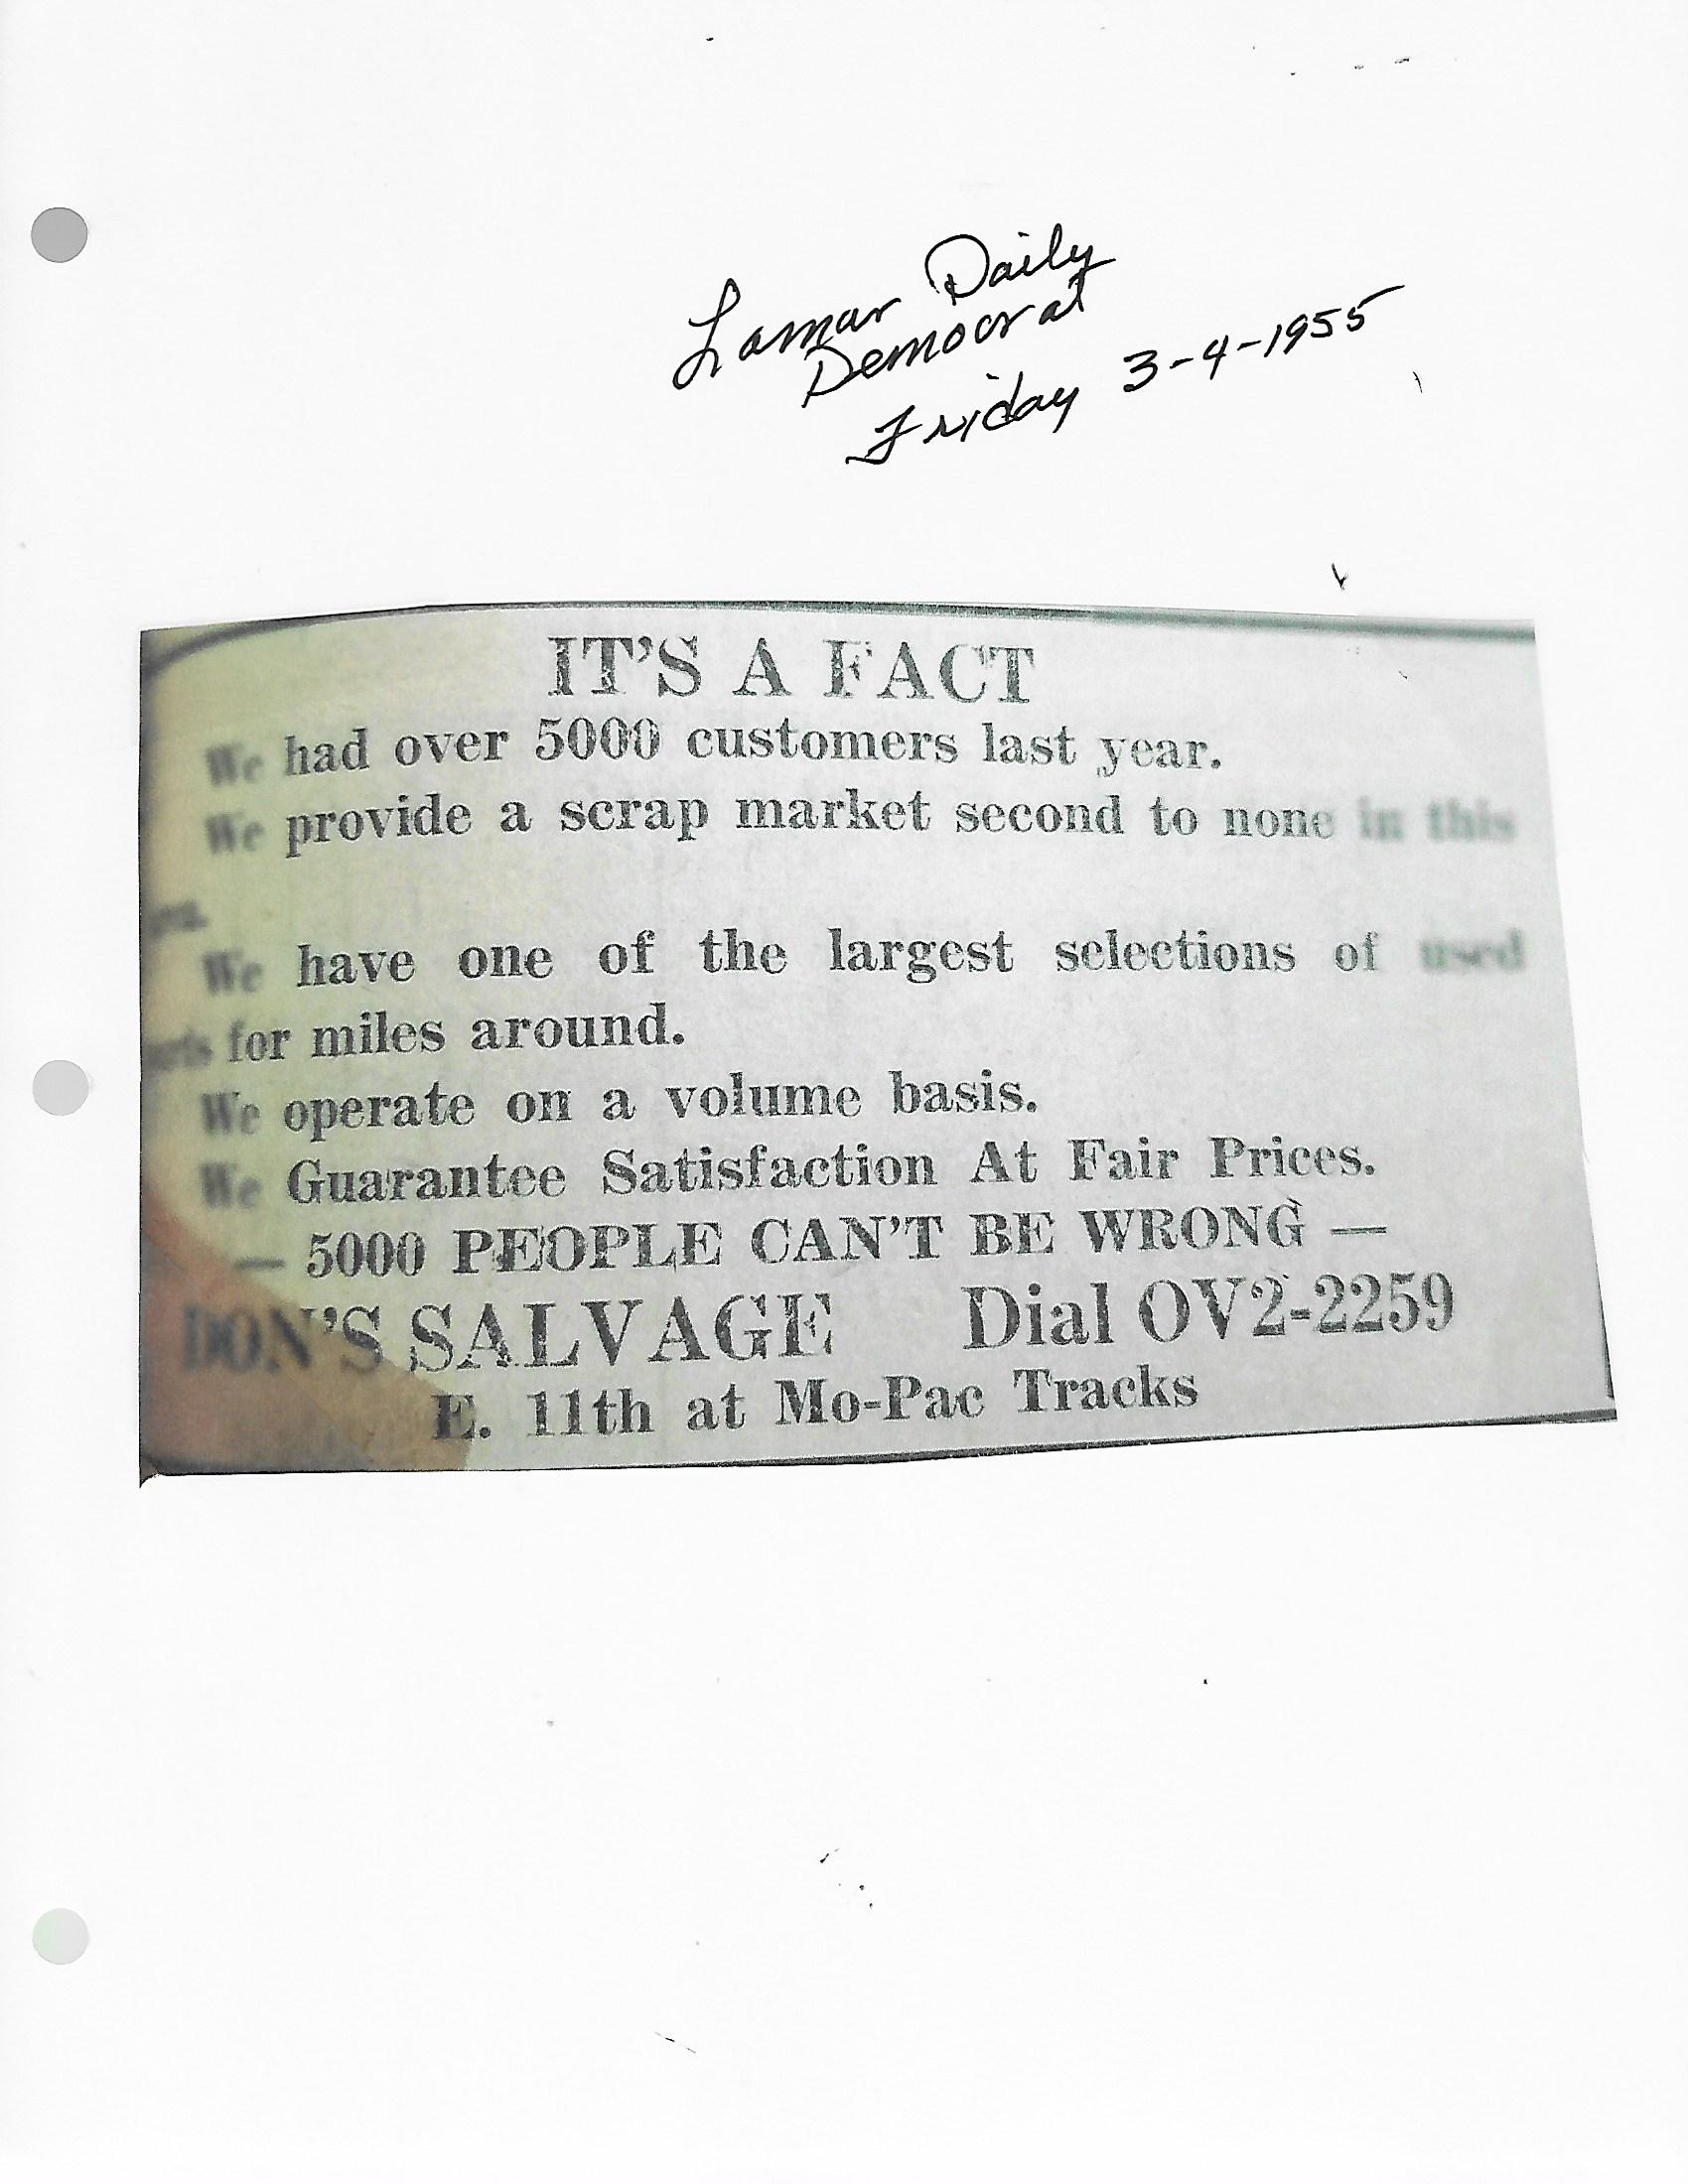 Lamar Daily
Democrat
Friday 3-4-1955
IT'S A FACT
We had over 5000 customers last year.
We provide a scrap market second to none in this
We have one of the largest selections of used
for miles around.
We operate on a volume basis.
We Guarantee Satisfaction At Fair Prices.
— 5000 PEOPLE CAN'T BE WRONG —
DON'S SALVAGE Dial OV2-2259
E. 11th at Mo-Pac Tracks